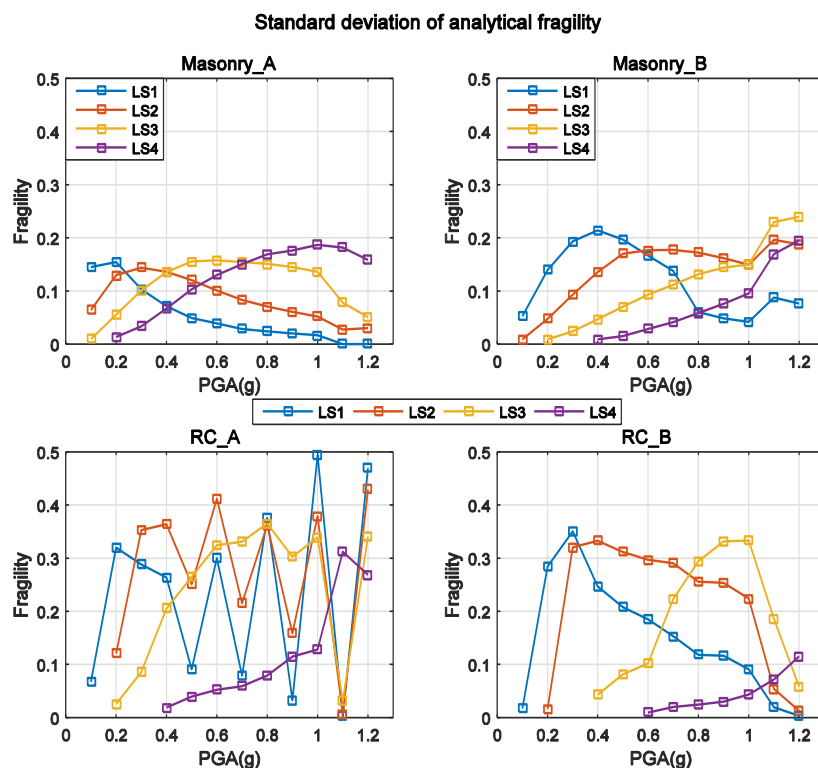 Standard deviation of analytical fragility
Masonry_A
Masonry_B
0.5
0.4
0.3
0.2
0.1
0
Fragility
LS1
LS2
LS3
LS4
0 0.2 0.4 0.6 0.8 1 1.2
PGA(g)
0.5
0.4
0.3
0.2
0.1
0
Fragility
LS1
LS2
LS3
LS4
0 0.2 0.4 0.6 0.8 1 1.2
PGA(g)
LS1 LS2 LS3 LS4
RC_A
RC_B
0.5
0.4
0.3
0.2
0.1
0
Fragility
0 0.2 0.4 0.6 0.8 1 1.2
PGA(g)
0.5
0.4
0.3
0.2
0.1
0
Fragility
0 0.2 0.4 0.6 0.8 1 1.2
PGA(g)